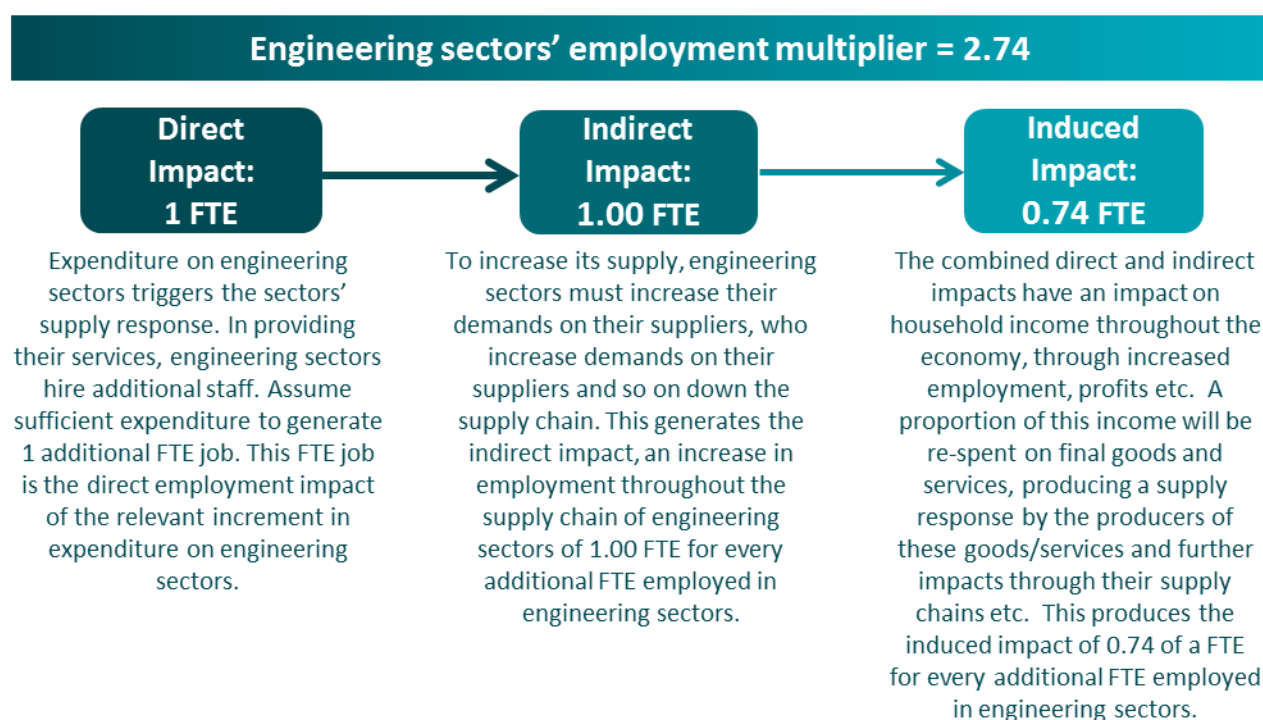 Engineering sectors’ employment multiplier = 2.74
Direct
Impact:
1 FTE
Expenditure on engineering
sectors triggers the sectors’
supply response. In providing
their services, engineering sectors
hire additional staff. Assume
sufficient expenditure to generate
1 additional FTE job. This FTE job
is the direct employment impact
of the relevant increment in
expenditure on engineering
sectors.
Indirect
Impact:
1.00 FTE
To increase its supply, engineering
sectors must increase their
demands on their suppliers, who
increase demands on their
suppliers and so on down the
supply chain. This generates the
indirect impact, an increase in
employment throughout the
supply chain of engineering
sectors of 1.00 FTE for every
additional FTE employed in
engineering sectors.
Induced
Impact:
0.74 FTE
The combined direct and indirect
impacts have an impact on
household income throughout the
economy, through increased
employment, profits etc.  A
proportion of this income will be
re-spent on final goods and
services, producing a supply
response by the producers of
these goods/services and further
impacts through their supply
chains etc.  This produces the
induced impact of 0.74 of a FTE
for every additional FTE employed
in engineering sectors.